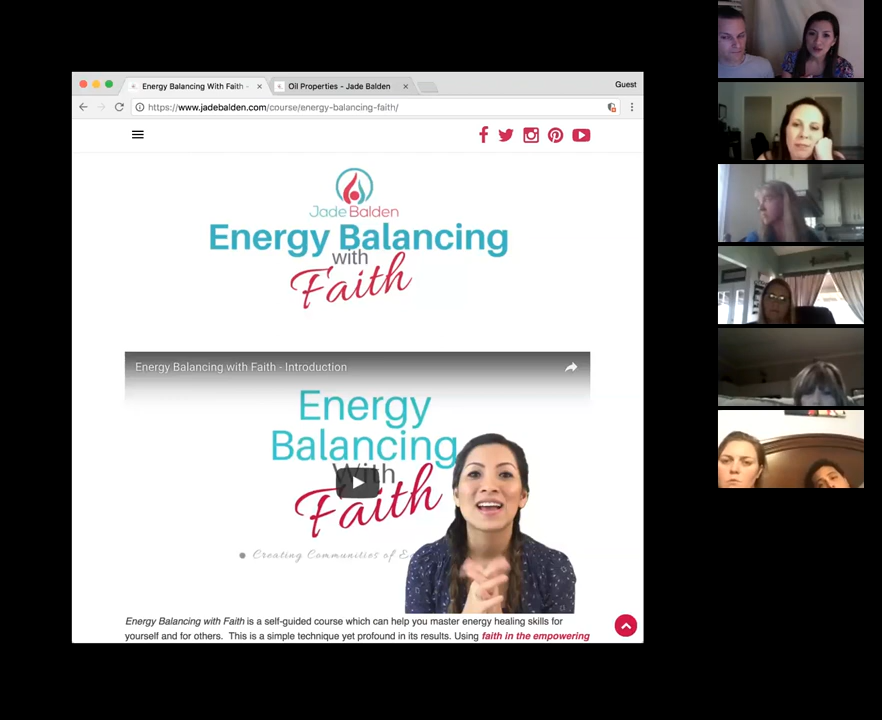 Energy Balancing With Faith -
Oil Properties - Jade Balden
Guest
https://www.jadebalden.com/course/energy-balancing-faith/
Jade Balden
Energy Balancing
with
Faith
Energy Balancing with Faith - Introduction
Energy
Balancing
With
Faith
Creating Communities of
Energy Balancing with Faith is a self-guided course which can help you master energy healing skills for
yourself and for others. This is a simple technique yet profound in its results. Using faith in the empowering